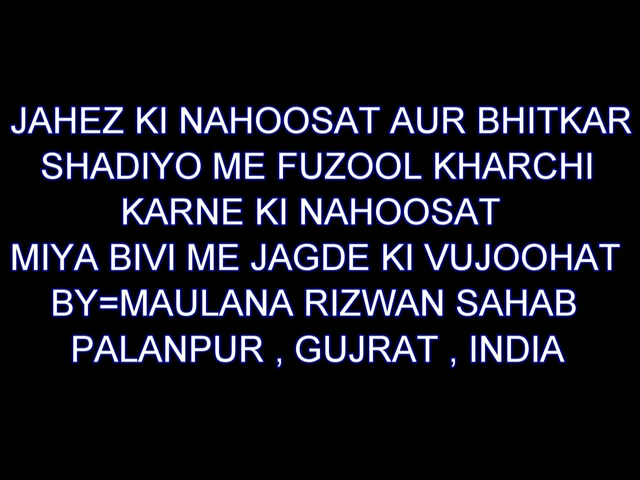 JAHEZ KI NAHOOSAT AUR BHITKAR
SHADIYO ME FUZOOL KHARCHI
KARNE KI NAHOOSAT
MIYA BIVI ME JAGDE KI VUJOOHAT
BY=MAULANA RIZWAN SAHAB
PALANPUR , GUJRAT , INDIA